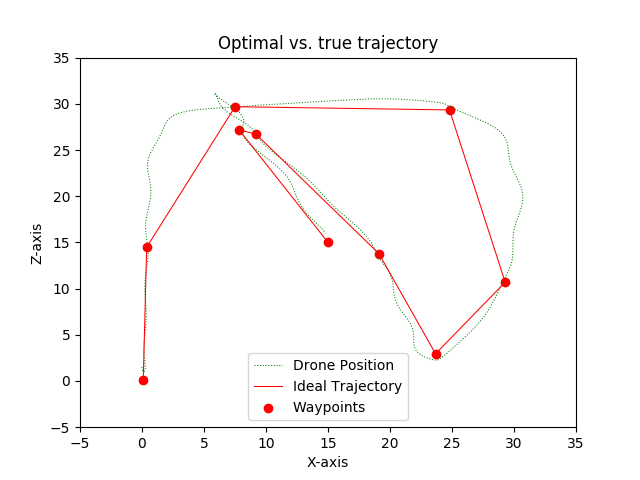 Optimal vs. true trajectory
35
30
25
20
15
10
5
0
−5
Z-axis
−5 0 5 10 15 20 25 30 35
X-axis
Drone Position
Ideal Trajectory
Waypoints